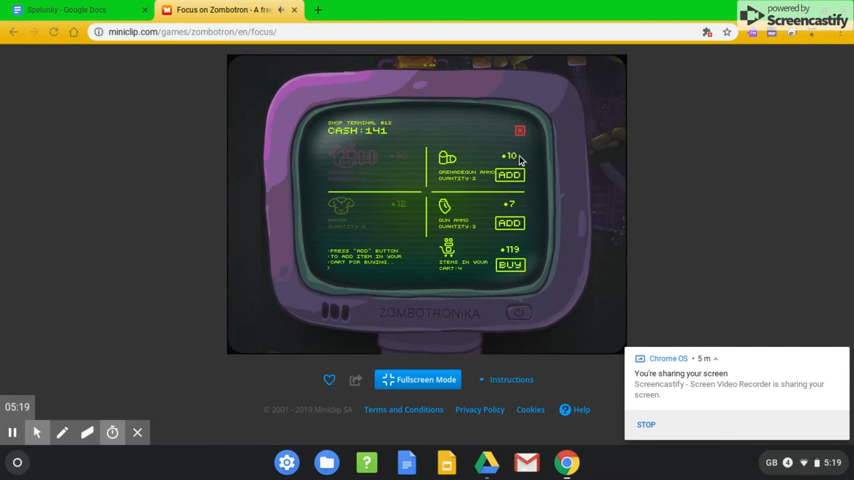 Spelunky - Google Docs
Focus on Zombotron - A fre
powered by
Screencastify
miniclip.com/games/zombotron/en/focus/
SHOP TERMINAL #12
CASH:141
+10
GRENADEGUN AMMO
QUANTITY:2
ADD
+12
+7
GUN AMMO
QUANTITY:3
ADD
>PRESS "ADD" BUTTON
TO ADD ITEM IN YOUR
CART FOR BUYING..
>
+119
ITEMS IN YOUR
CART:4
BUY
ZOMBOTRONIKA
Fullscreen Mode
Instructions
© 2001 - 2019 Miniclip SA
Terms and Conditions
Privacy Policy
Cookies
Help
Chrome OS • 5 m
You're sharing your screen
Screencastify - Screen Video Recorder is sharing your
screen.
STOP
05:19
GB
4
5:19